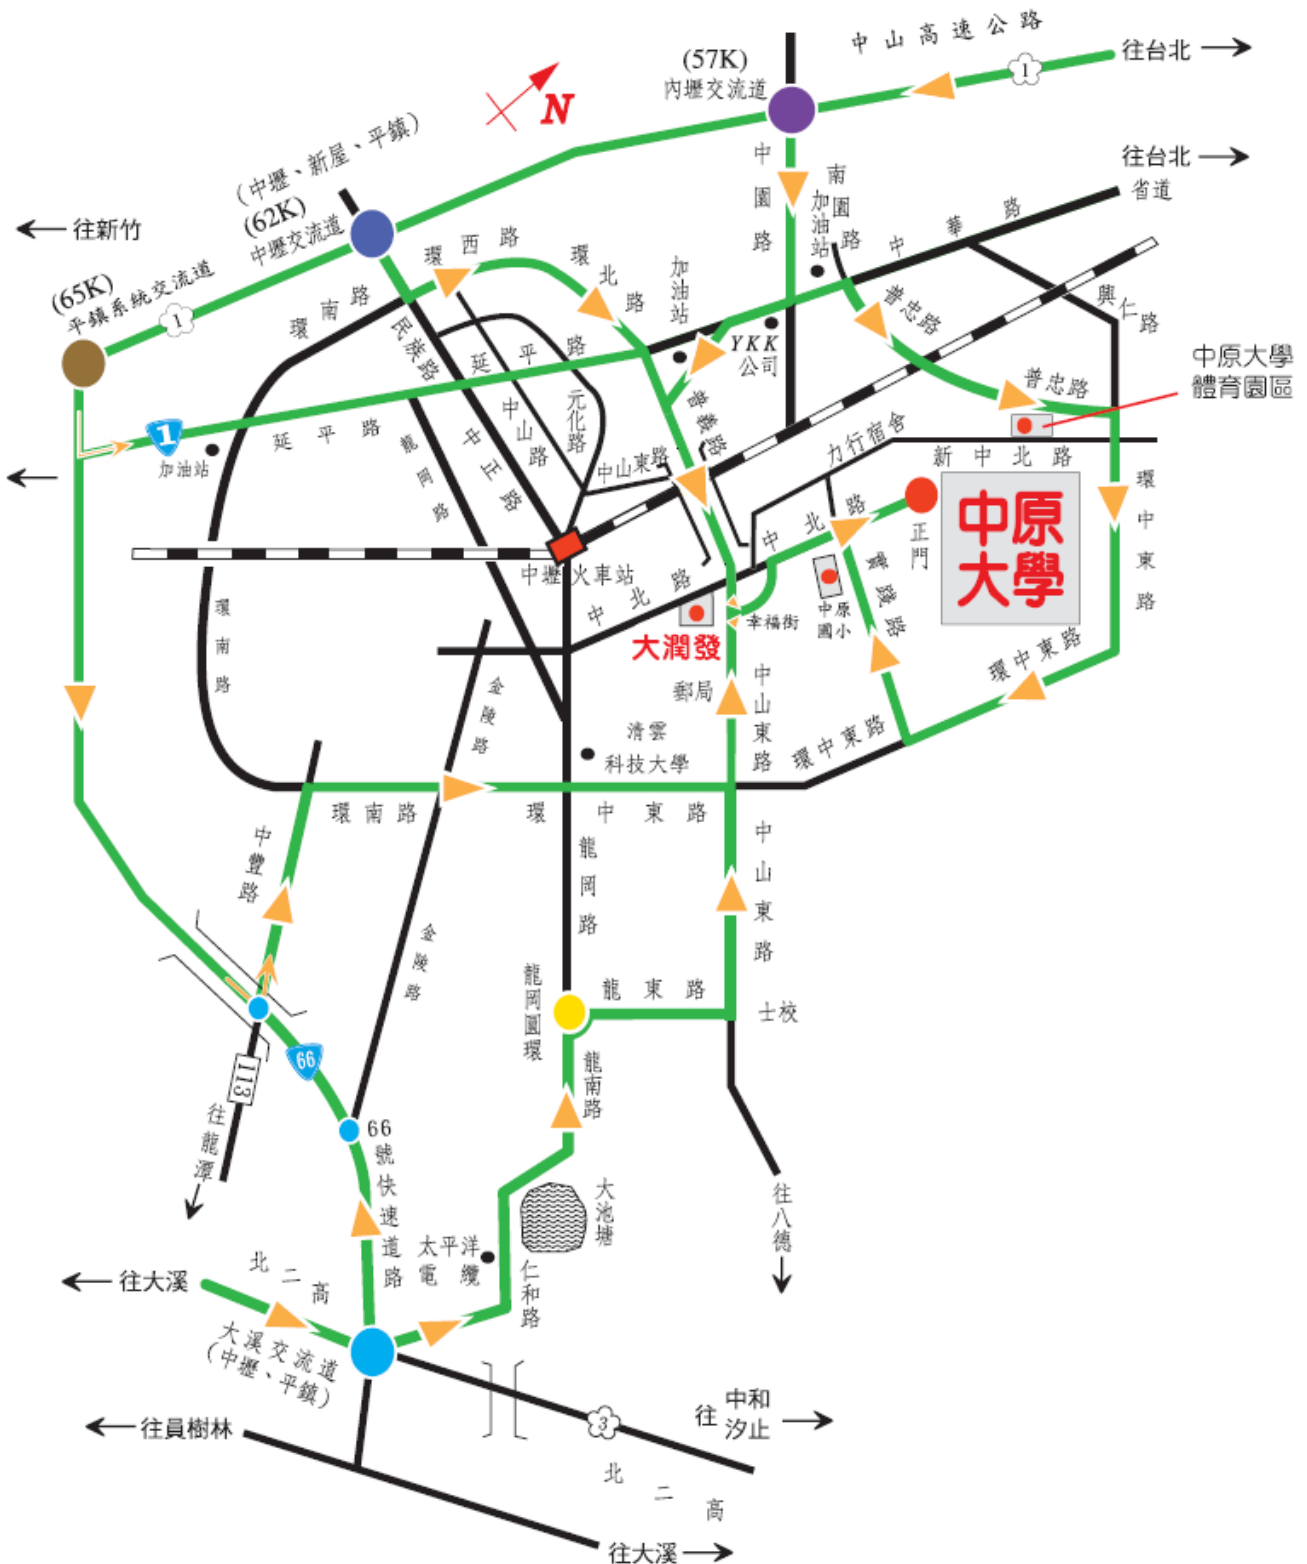 中山高速公路
1
往台北
(57K)
內壢交流道
N
往台北
省道
(中壢、新屋、平鎮)
(62K)
中壢交流道
往新竹
(65K)
平鎮系統交流道
1
中園路
南園路
加油站
中華路
環西路
環北路
加油站
環南路
民族路
延平路
YKK
公司
普忠路
興仁路
中原大學
體育園區
普忠路
元化路
中山路
普義路
1
延平路
加油站
龍岡路
中正路
中山東路
力行宿舍
新中北路
中原
大學
正門
環中東路
中北路
中壢火車站
中北路
實踐路
中原
國小
幸福街
大潤發
環南路
郵局
中山東路
環中東路
環中東路
金陵路
清雲
科技大學
環南路
環中東路
中豐路
龍岡路
中山東路
金陵路
龍岡圓環
龍東路
士校
66
113
往龍潭
龍南路
66號快速道路
大池塘
往八德
太平洋
電纜
仁和路
北二高
往大溪
大溪交流道
(中壢、平鎮)
往員樹林
3
往
中和
汐止
北二高
往大溪